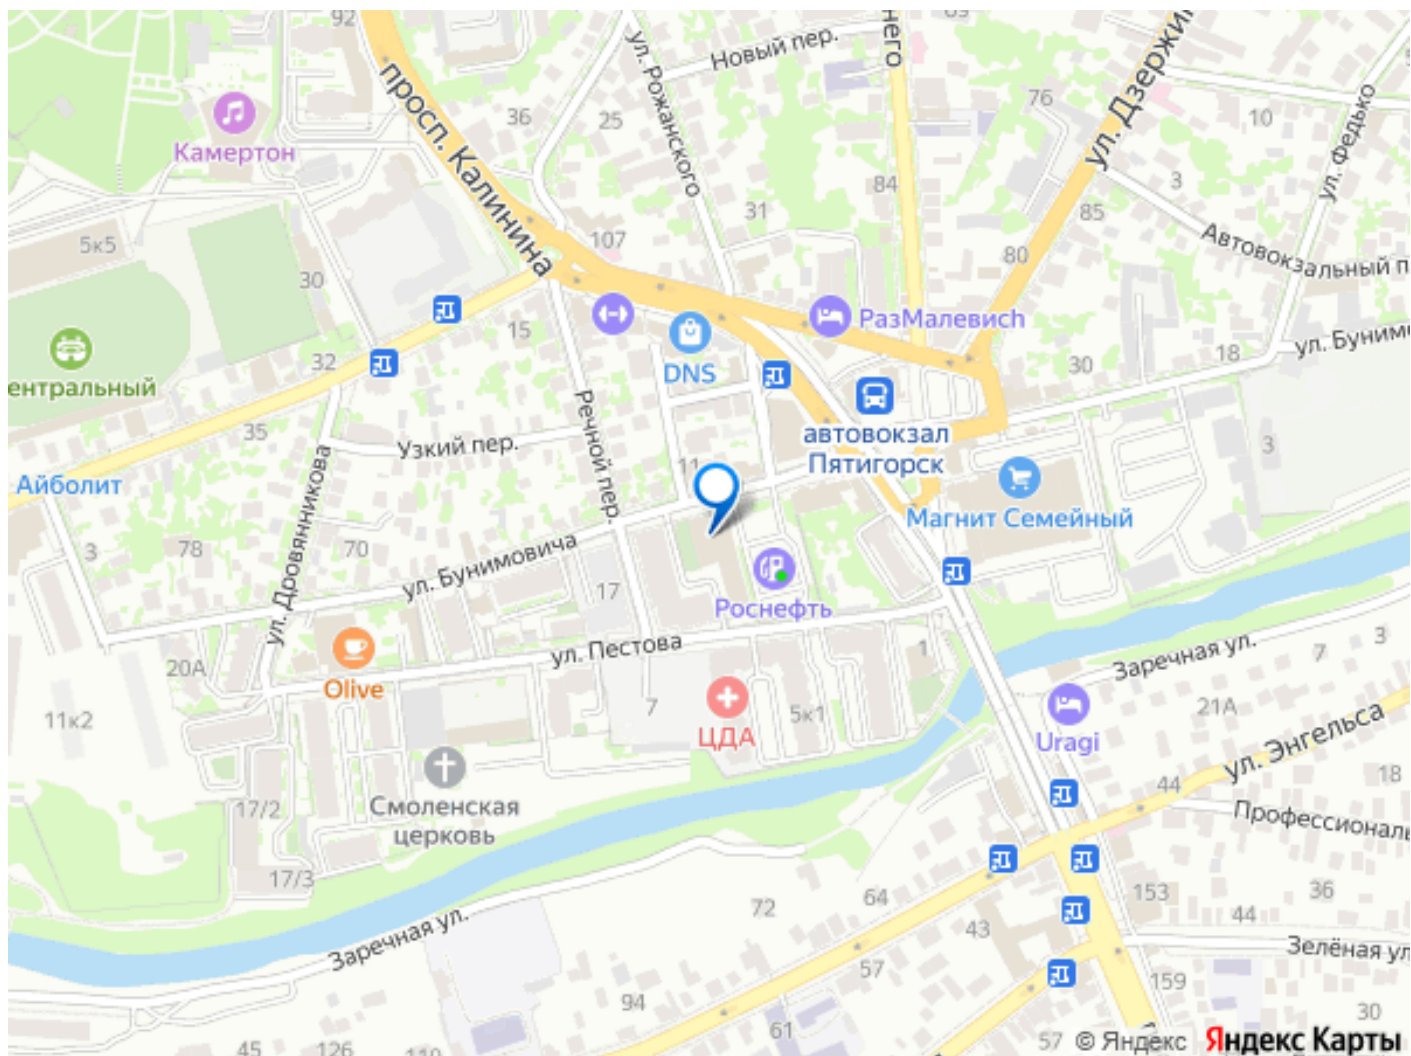 92
Новый пер.
ул. Рожанского
просп. Калинина
36
25
76
10
ул. Дзержин
ул. Федько
Камертон
84
3
31
85
5к5
107
80
Автовокзальный п
30
15
РазМалевич
DNS
32
30
18
ул. Буним
ентральный
автовокзал
Пятигорск
35
Узкий пер.
Речной пер.
3
11
Айболит
Магнит Семейный
ул. Дровянникова
3
78
70
ул. Бунимовича
17
Роснефть
ул. Пестова
1
Заречная ул.
7
3
20А
Olive
11к2
7
5к1
21А
ЦДА
Uragi
ул. Энгельса
Смоленская
церковь
44
18
17/2
Профессиональ
17/3
64
72
153
36
44
43
Заречная ул.
Зелёная ул
57
159
94
61
30
45
126
57
© Яндекс
Яндекс Карты